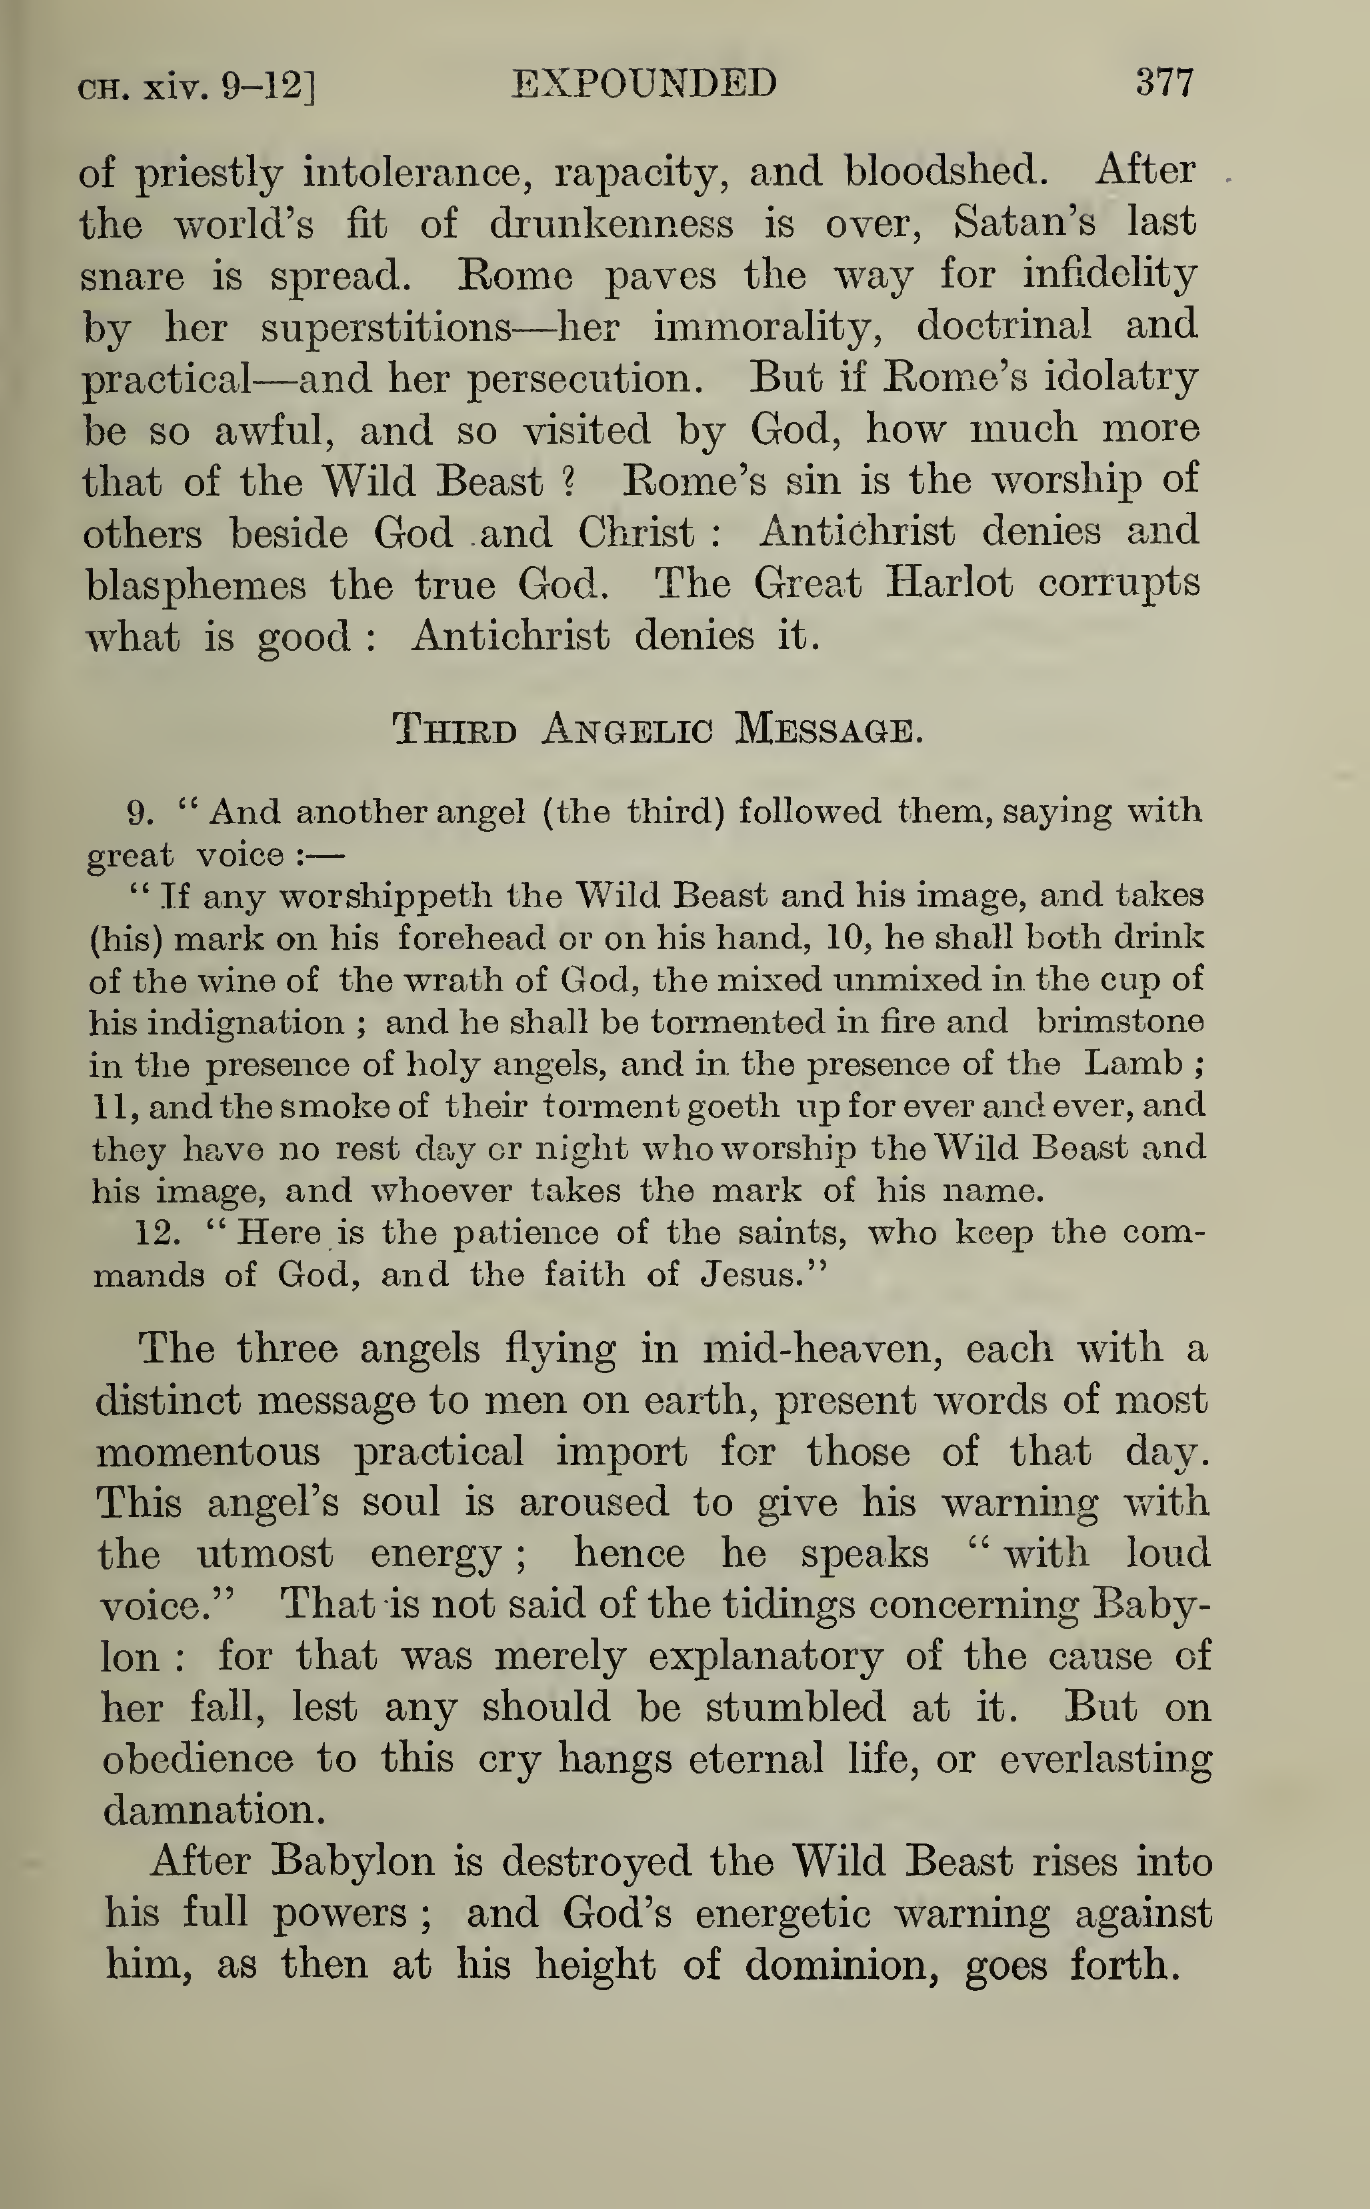 CH. xiv. 9–12] EXPOUNDED 377
of priestly intolerance, rapacity, and bloodshed. After
the world's fit of drunkenness is over, Satan's last
snare is spread. Rome paves the way for infidelity
by her superstitions—her immorality, doctrinal and
practical—and her persecution. But if Rome's idolatry
be so awful, and so visited by God, how much more
that of the Wild Beast ? Rome's sin is the worship of
others beside God and Christ : Antichrist denies and
blasphemes the true God. The Great Harlot corrupts
what is good : Antichrist denies it.
THIRD ANGELIC MESSAGE.
9. “ And another angel (the third) followed them, saying with
great voice :—
“ If any worshippeth the Wild Beast and his image, and takes
(his) mark on his forehead or on his hand, 10, he shall both drink
of the wine of the wrath of God, the mixed unmixed in the cup of
his indignation ; and he shall be tormented in fire and brimstone
in the presence of holy angels, and in the presence of the Lamb ;
11, and the smoke of their torment goeth up for ever and ever, and
they have no rest day or night who worship the Wild Beast and
his image, and whoever takes the mark of his name.
12. “ Here is the patience of the saints, who keep the com-
mands of God, and the faith of Jesus.”
The three angels flying in mid-heaven, each with a
distinct message to men on earth, present words of most
momentous practical import for those of that day.
This angel's soul is aroused to give his warning with
the utmost energy ; hence he speaks “ with loud
voice.” That is not said of the tidings concerning Baby-
lon : for that was merely explanatory of the cause of
her fall, lest any should be stumbled at it. But on
obedience to this cry hangs eternal life, or everlasting
damnation.
After Babylon is destroyed the Wild Beast rises into
his full powers ; and God's energetic warning against
him, as then at his height of dominion, goes forth.